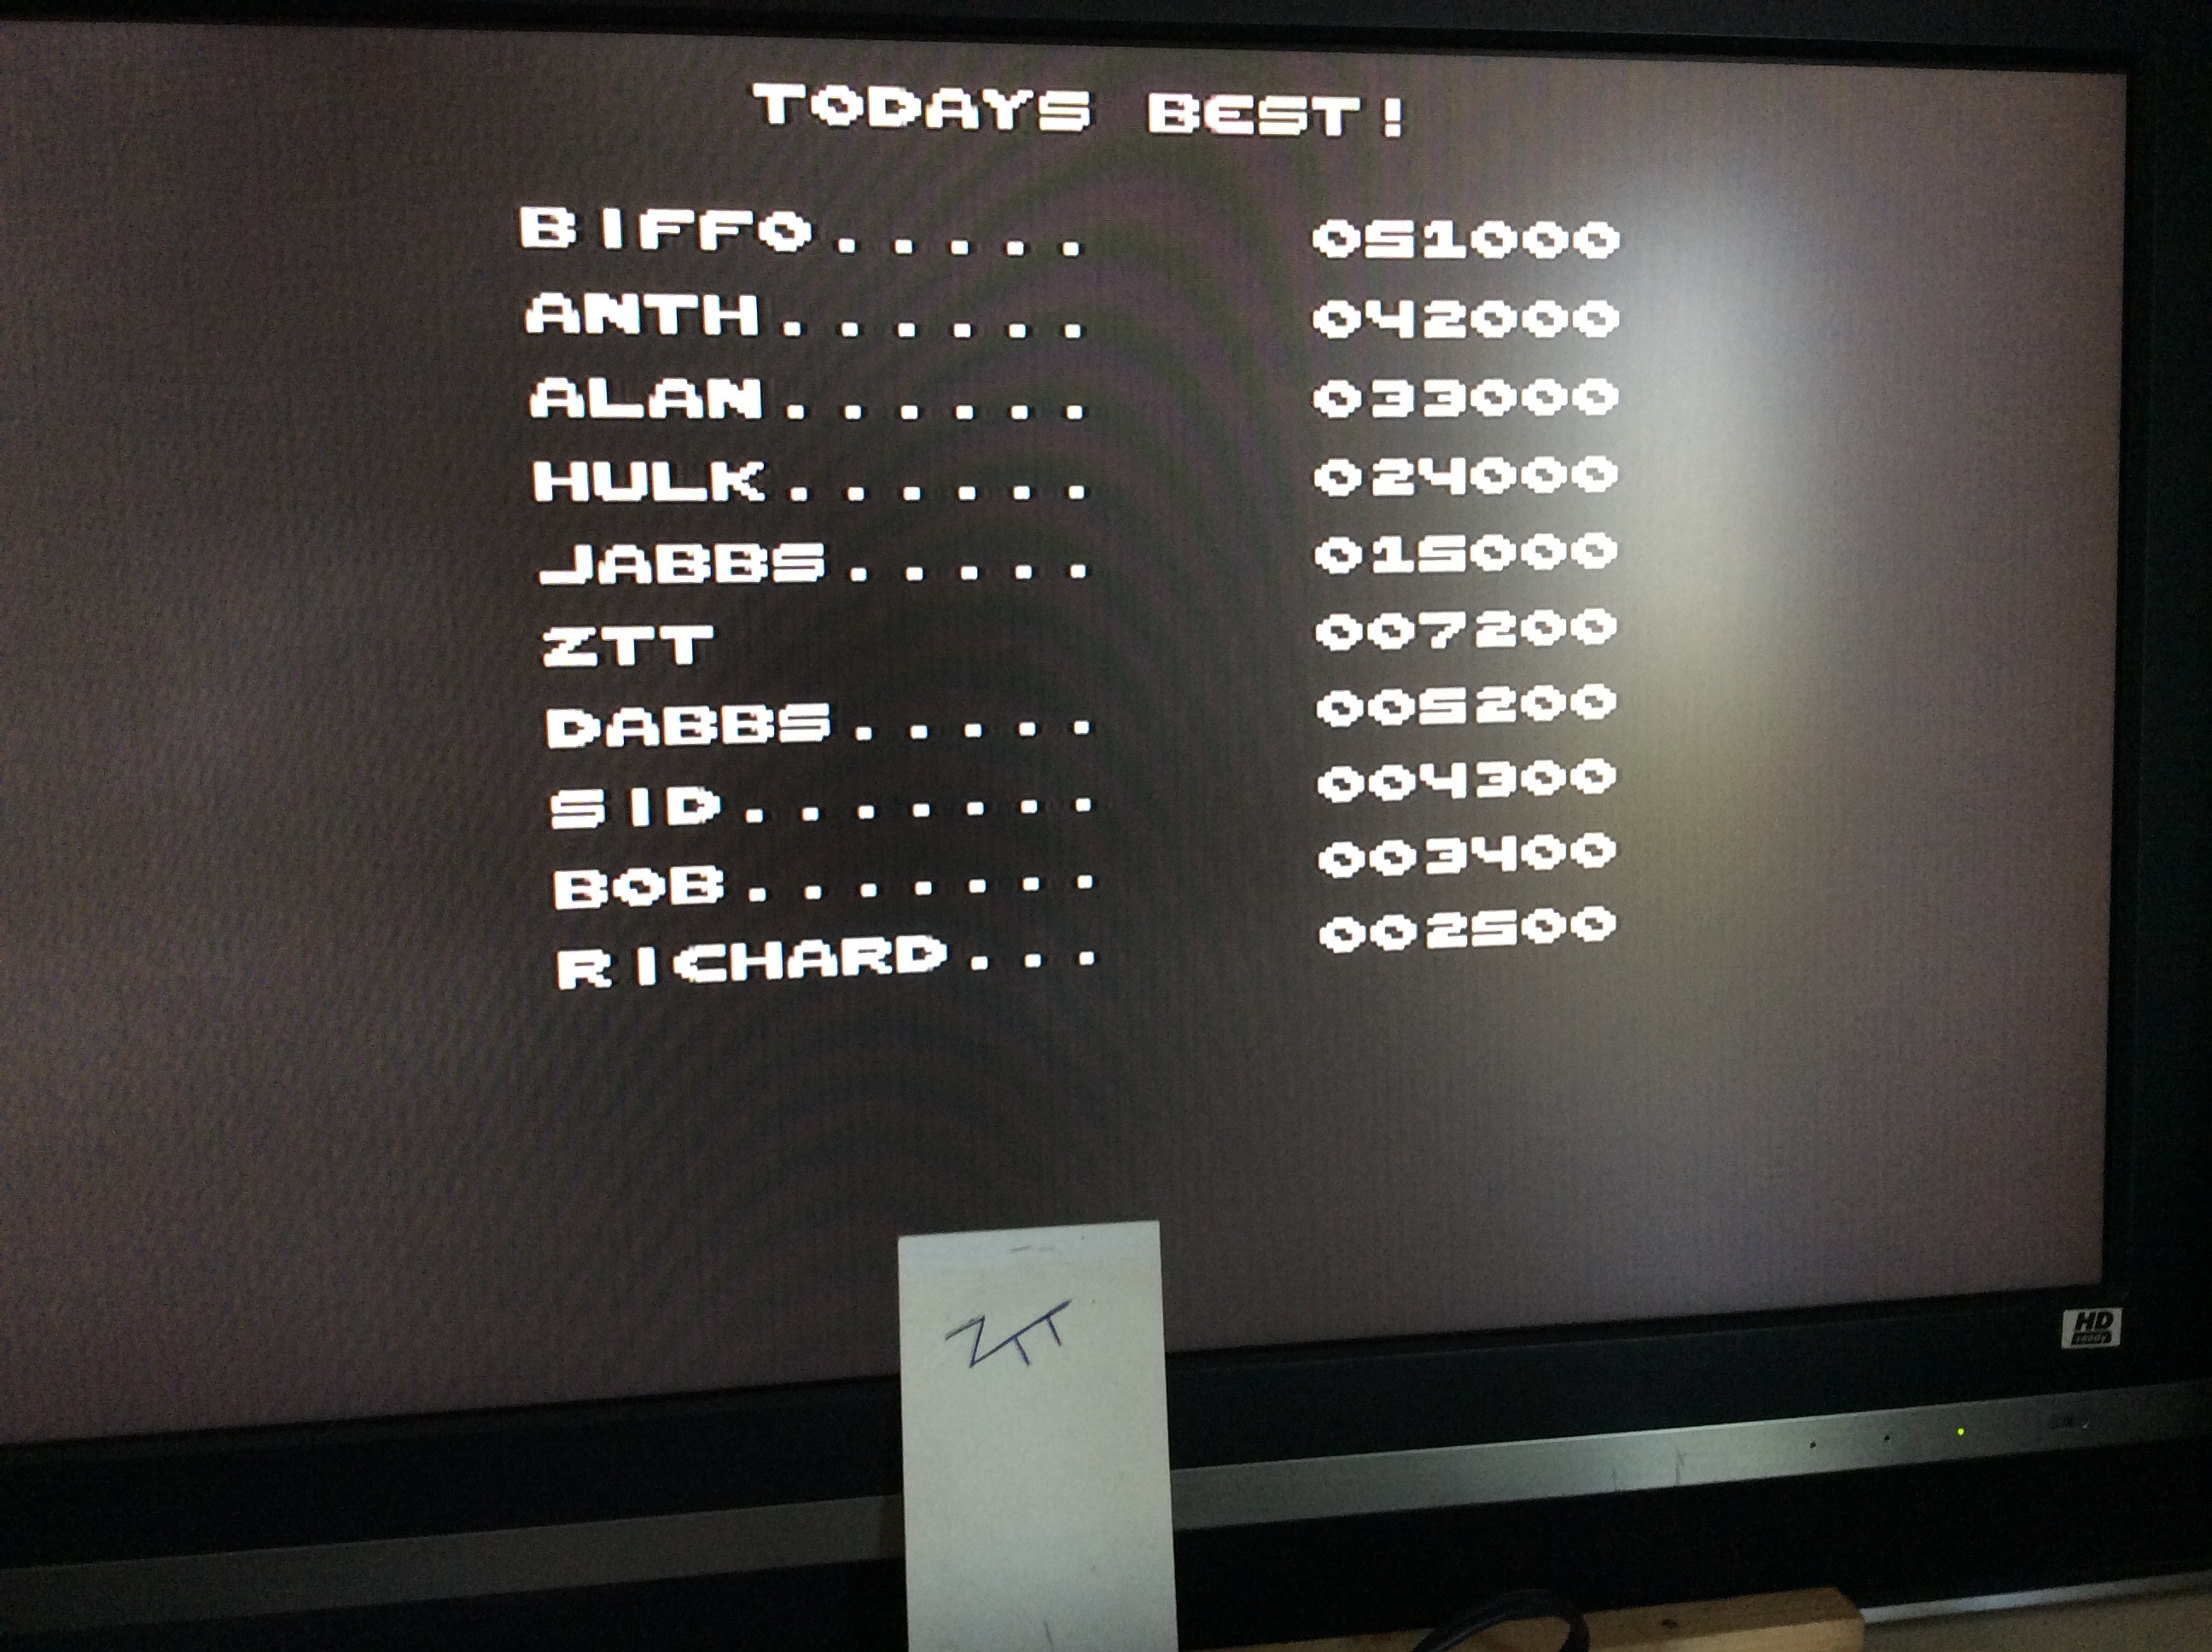 TODAYS BEST!
BIFFO..... 051000
ANTH...... 042000
ALAN...... 033000
HULK...... 024000
JABBS..... 015000
ZTT 007200
DABBS..... 005200
SID....... 004300
BOB....... 003400
RICHARD... 002500
ZTT
HD
ready